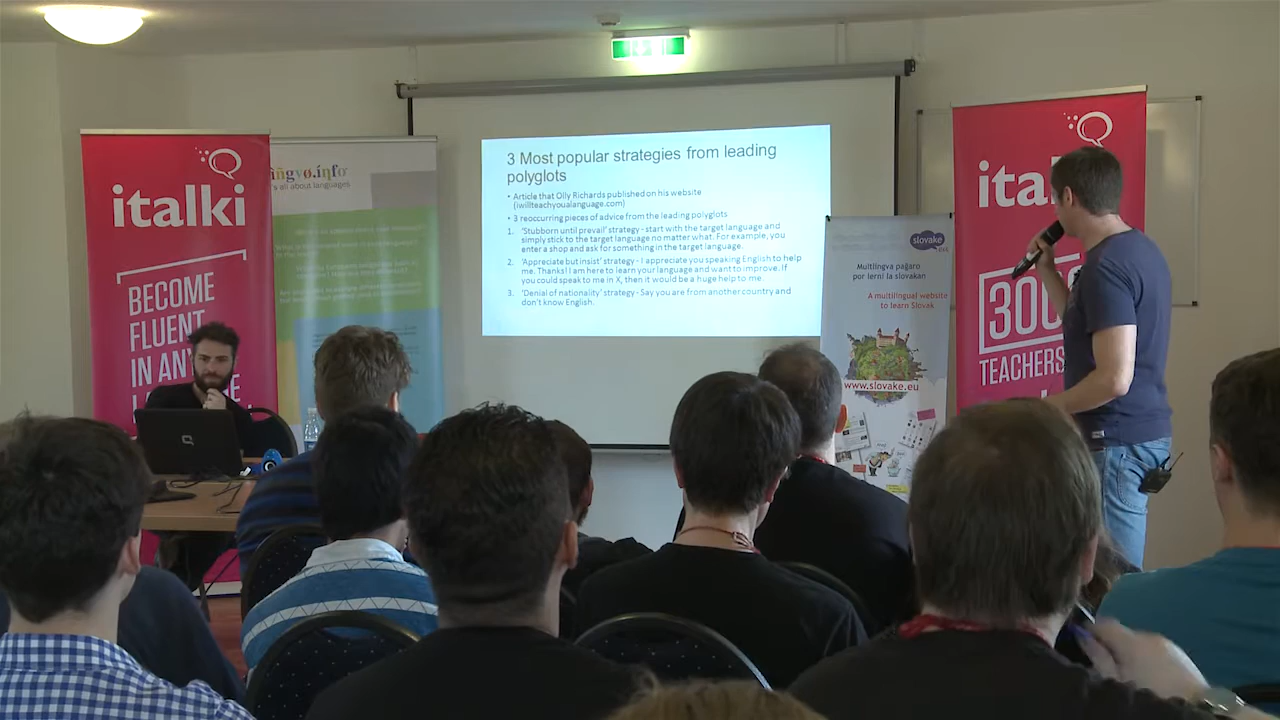 italki
BECOME
FLUENT
IN ANY
ingvo.info
it's all about languages
3 Most popular strategies from leading
polyglots
• Article that Olly Richards published on his website
(iwillteachyoualanguage.com)
• 3 reoccurring pieces of advice from the leading polyglots
1. 'Stubborn until prevail' strategy - start with the target language and
simply stick to the target language no matter what. For example, you
enter a shop and ask for something in the target language.
2. 'Appreciate but insist' strategy - I appreciate you speaking English to help
me. Thanks! I am here to learn your language and want to improve. If
you could speak to me in X, then it would be a huge help to me.
3. 'Denial of nationality' strategy - Say you are from another country and
don't know English.
slovake
.eu
Multilingva paĝaro
por lerni la slovakan
A multilingual website
to learn Slovak
www.slovake.eu
ital
300
TEACHERS